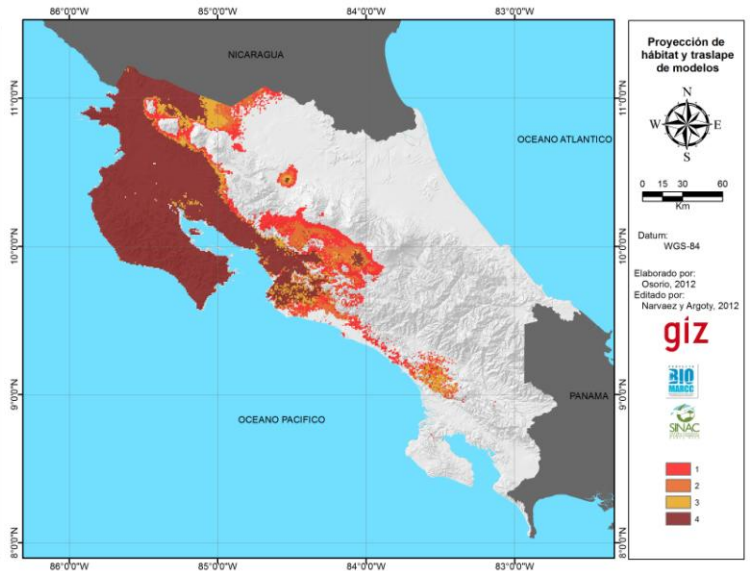 86°0'0"W
85°0'0"W
84°0'0"W
83°0'0"W
NICARAGUA
11°0'0"N
11°0'0"N
OCEANO ATLANTICO
10°0'0"N
10°0'0"N
9°0'0"N
9°0'0"N
PANAMA
OCEANO PACIFICO
8°0'0"N
8°0'0"N
86°0'0"W
85°0'0"W
84°0'0"W
83°0'0"W
Proyección de
hábitat y traslape
de modelos
N
W
E
S
0 15 30 60
Km
Datum:
WGS-84
Elaborado por:
Osorio, 2012
Editado por:
Narvaez y Argoty, 2012
giz
BIO
MARCC
SINAC
1
2
3
4